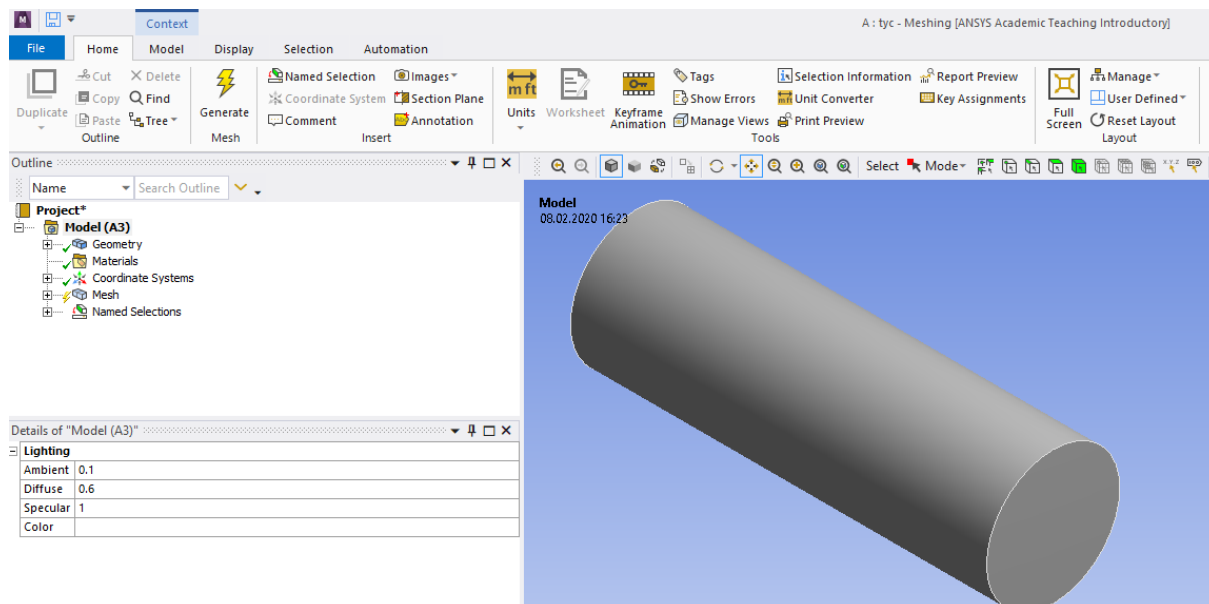 M Context A : tyc - Meshing [ANSYS Academic Teaching Introductory]
File Home Model Display Selection Automation
Duplicate
Outline
Cut Delete
Copy Find
Paste Tree
Generate
Mesh
Named Selection Images
Coordinate System Section Plane
Comment Annotation
Insert
m ft
Units Worksheet Keyframe Animation
Tags Selection Information Report Preview
Show Errors Unit Converter Key Assignments
Manage Views Print Preview
Tools
Full Screen
Manage
User Defined
Reset Layout
Layout
Outline
Name Search Outline
Project*
Model (A3)
Geometry
Materials
Coordinate Systems
Mesh
Named Selections
Select Mode
Model
08.02.2020 16:23
Details of "Model (A3)"
Lighting
Ambient 0.1
Diffuse 0.6
Specular 1
Color